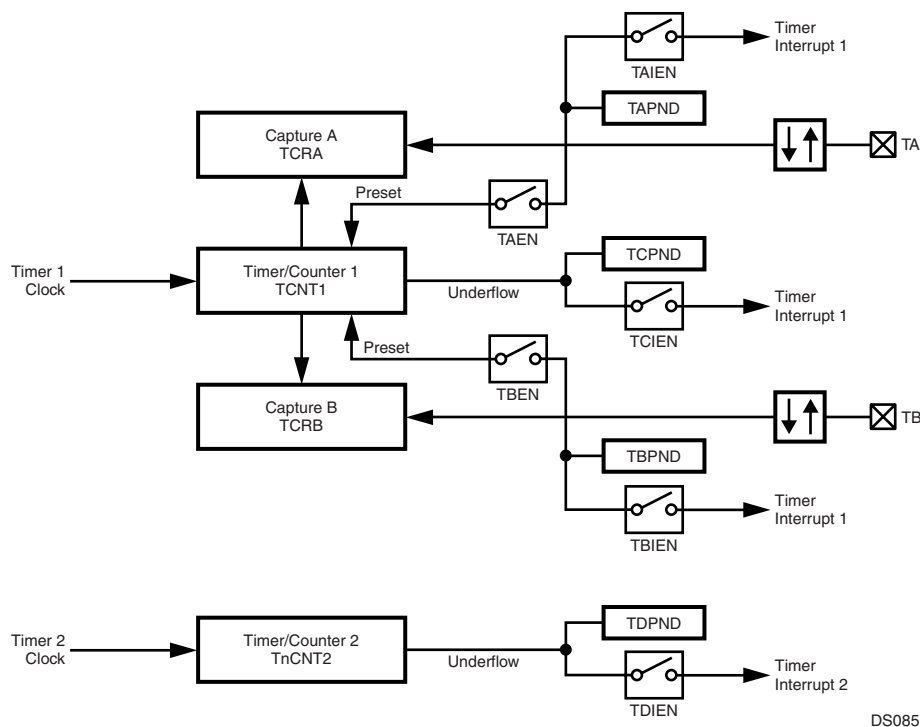 Timer
Interrupt 1
TAIEN
TAPND
Capture A
TCRA
TA
Preset
TAEN
Timer 1
Clock
Timer/Counter 1
TCNT1
Underflow
TCPND
Timer
Interrupt 1
TCIEN
Preset
TBEN
Capture B
TCRB
TB
TBPND
Timer
Interrupt 1
TBIEN
Timer 2
Clock
Timer/Counter 2
TnCNT2
Underflow
TDPND
Timer
Interrupt 2
TDIEN
DS085